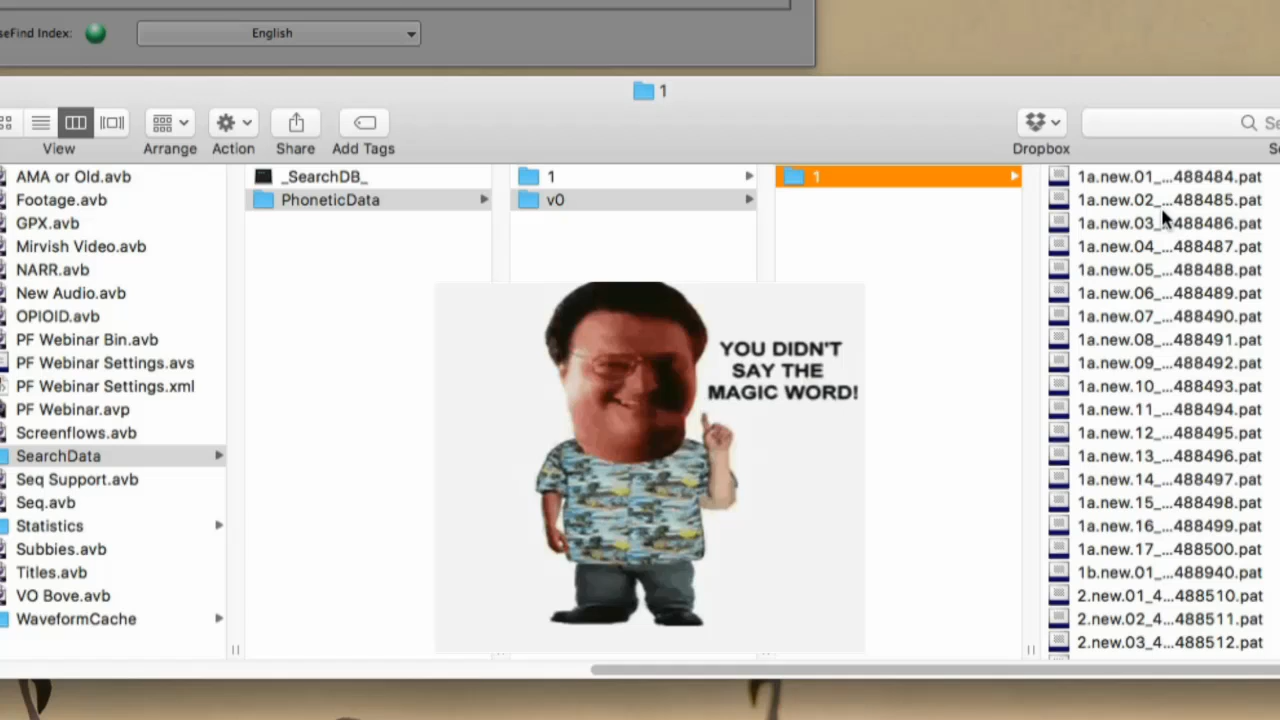 seFind Index:
English
1
View
Arrange
Action
Share
Add Tags
Dropbox
AMA or Old.avb
Footage.avb
GPX.avb
Mirvish Video.avb
NARR.avb
New Audio.avb
OPIOID.avb
PF Webinar Bin.avb
PF Webinar Settings.avs
PF Webinar Settings.xml
PF Webinar.avp
Screenflows.avb
SearchData
Seq Support.avb
Seq.avb
Statistics
Subbies.avb
Titles.avb
VO Bove.avb
WaveformCache
_SearchDB_
PhoneticData
1
v0
1
YOU DIDN'T
SAY THE
MAGIC WORD!
1a.new.01_...488484.pat
1a.new.02_...488485.pat
1a.new.03_...488486.pat
1a.new.04_...488487.pat
1a.new.05_...488488.pat
1a.new.06_...488489.pat
1a.new.07_...488490.pat
1a.new.08_...488491.pat
1a.new.09_...488492.pat
1a.new.10_...488493.pat
1a.new.11_...488494.pat
1a.new.12_...488495.pat
1a.new.13_...488496.pat
1a.new.14_...488497.pat
1a.new.15_...488498.pat
1a.new.16_...488499.pat
1a.new.17_...488500.pat
1b.new.01_...488940.pat
2.new.01_4...488510.pat
2.new.02_4...488511.pat
2.new.03_4...488512.pat